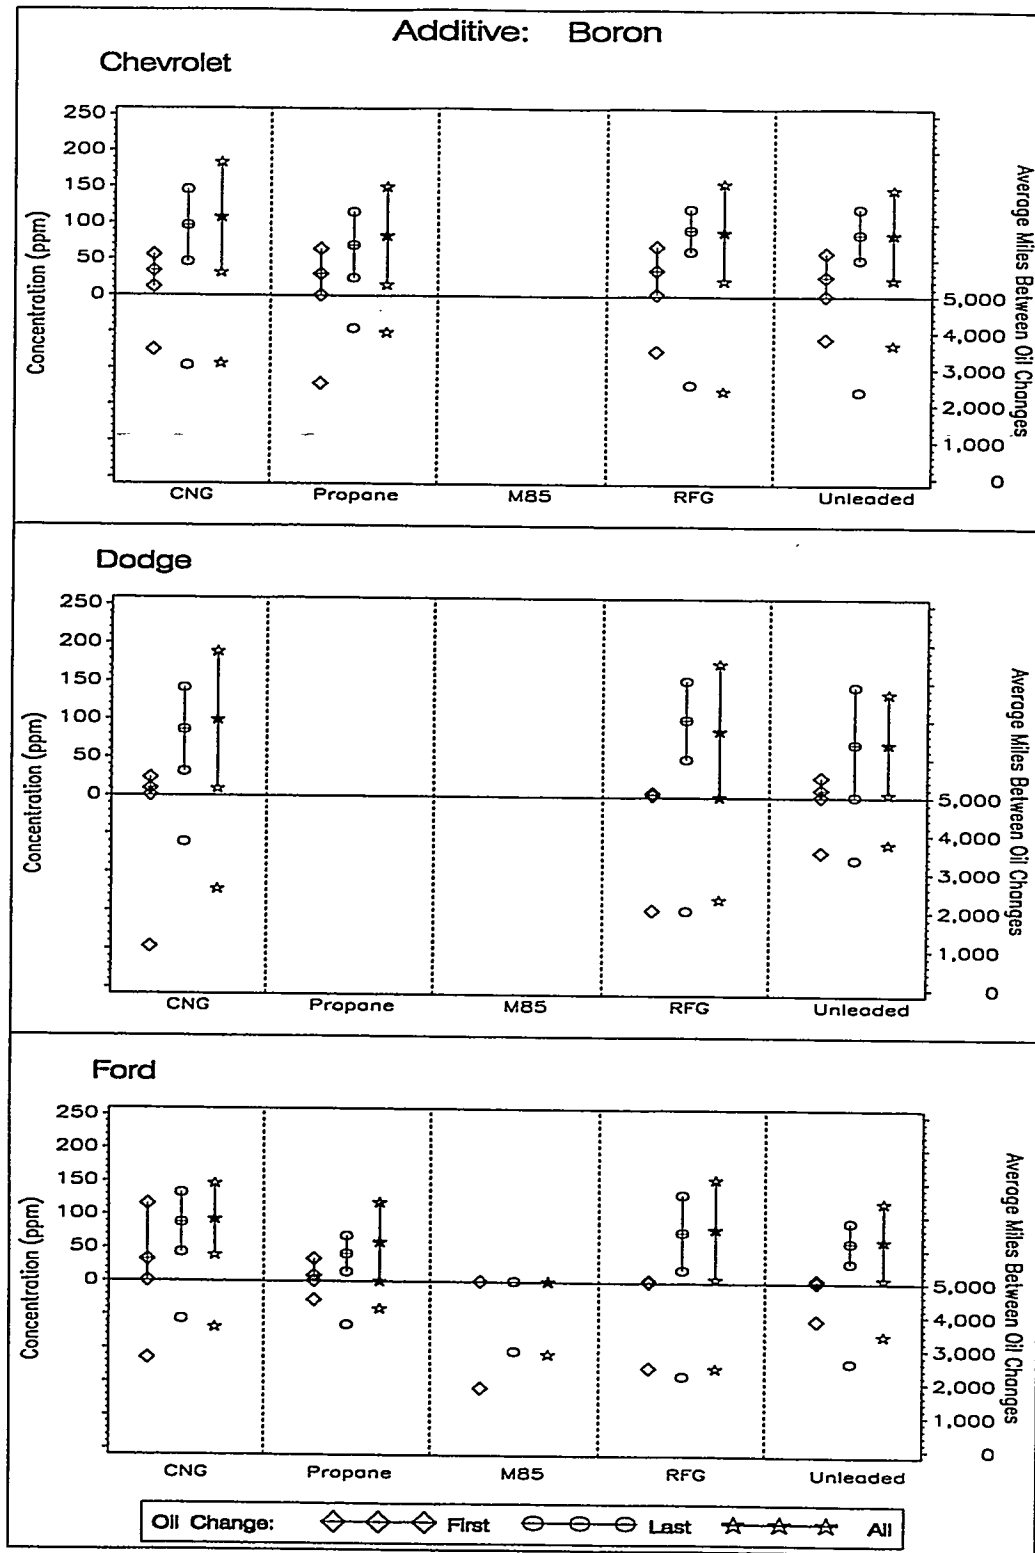 Additive: Boron
Chevrolet
250
200
150
100
50
0
Concentration (ppm)
5,000
4,000
3,000
2,000
1,000
0
Average Miles Between Oil Changes
CNG Propane M85 RFG Unleaded
Dodge
250
200
150
100
50
0
Concentration (ppm)
5,000
4,000
3,000
2,000
1,000
0
Average Miles Between Oil Changes
CNG Propane M85 RFG Unleaded
Ford
250
200
150
100
50
0
Concentration (ppm)
5,000
4,000
3,000
2,000
1,000
0
Average Miles Between Oil Changes
CNG Propane M85 RFG Unleaded
Oil Change: First Last All